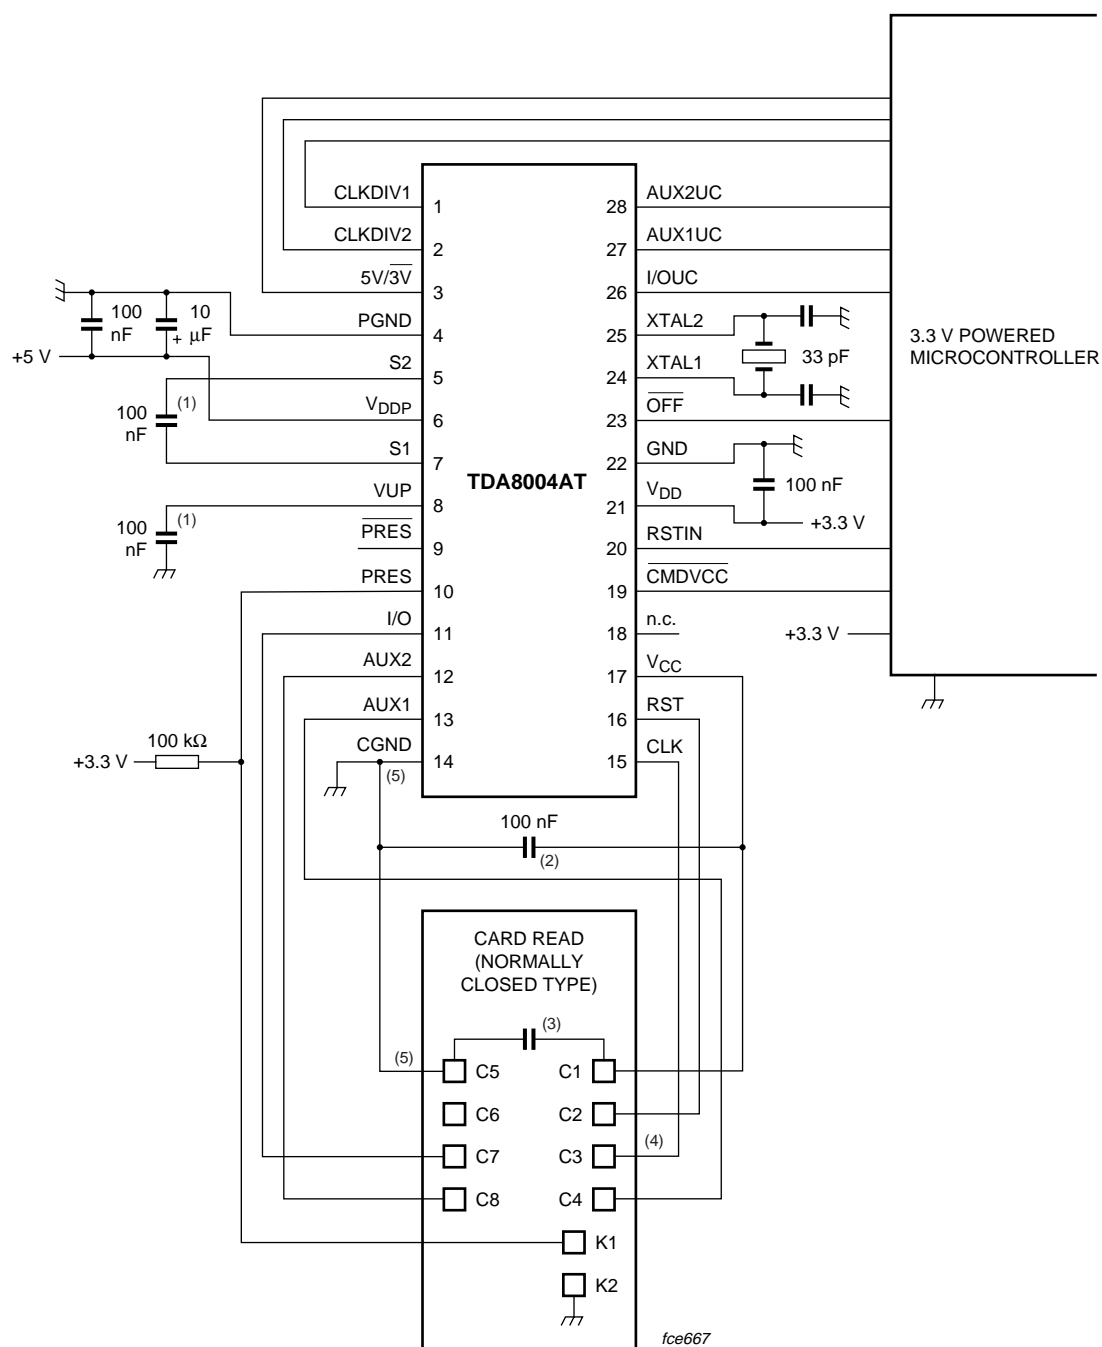 CLKDIV1
1
28
AUX2UC
CLKDIV2
2
27
AUX1UC
5V/3V
3
26
I/OUC
100
nF
10
+ μF
PGND
4
25
XTAL2
33 pF
3.3 V POWERED
MICROCONTROLLER
+5 V
S2
5
24
XTAL1
100
nF
(1)
VDDP
6
23
OFF
S1
7
22
GND
TDA8004AT
100 nF
VUP
8
21
VDD
+3.3 V
100
nF
(1)
PRES
9
20
RSTIN
PRES
10
19
CMDVCC
I/O
11
18
n.c.
+3.3 V
AUX2
12
17
VCC
AUX1
13
16
RST
+3.3 V
100 kΩ
CGND
14
(5)
15
CLK
100 nF
(2)
CARD READ
(NORMALLY
CLOSED TYPE)
(3)
(5)
C5
C1
C6
C2
C7
C3
(4)
C8
C4
K1
K2
fce667